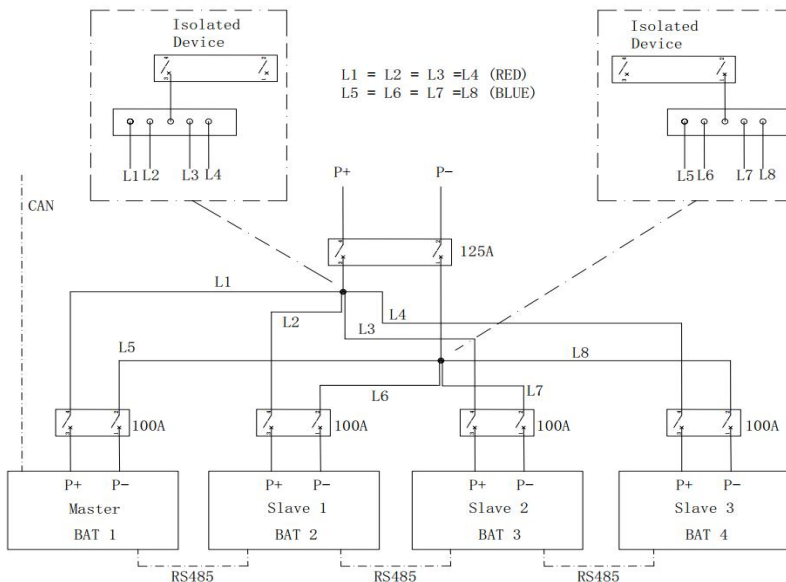 Isolated
Device
Isolated
Device
L1 = L2 = L3 =L4 (RED)
L5 = L6 = L7 =L8 (BLUE)
L1 L2 L3 L4
L5 L6 L7 L8
P+ P-
CAN
125A
L1
L2
L3
L4
L5
L6
L7
L8
100A
100A
100A
100A
P+ P-
P+ P-
P+ P-
P+ P-
Master
BAT 1
Slave 1
BAT 2
Slave 2
BAT 3
Slave 3
BAT 4
RS485
RS485
RS485